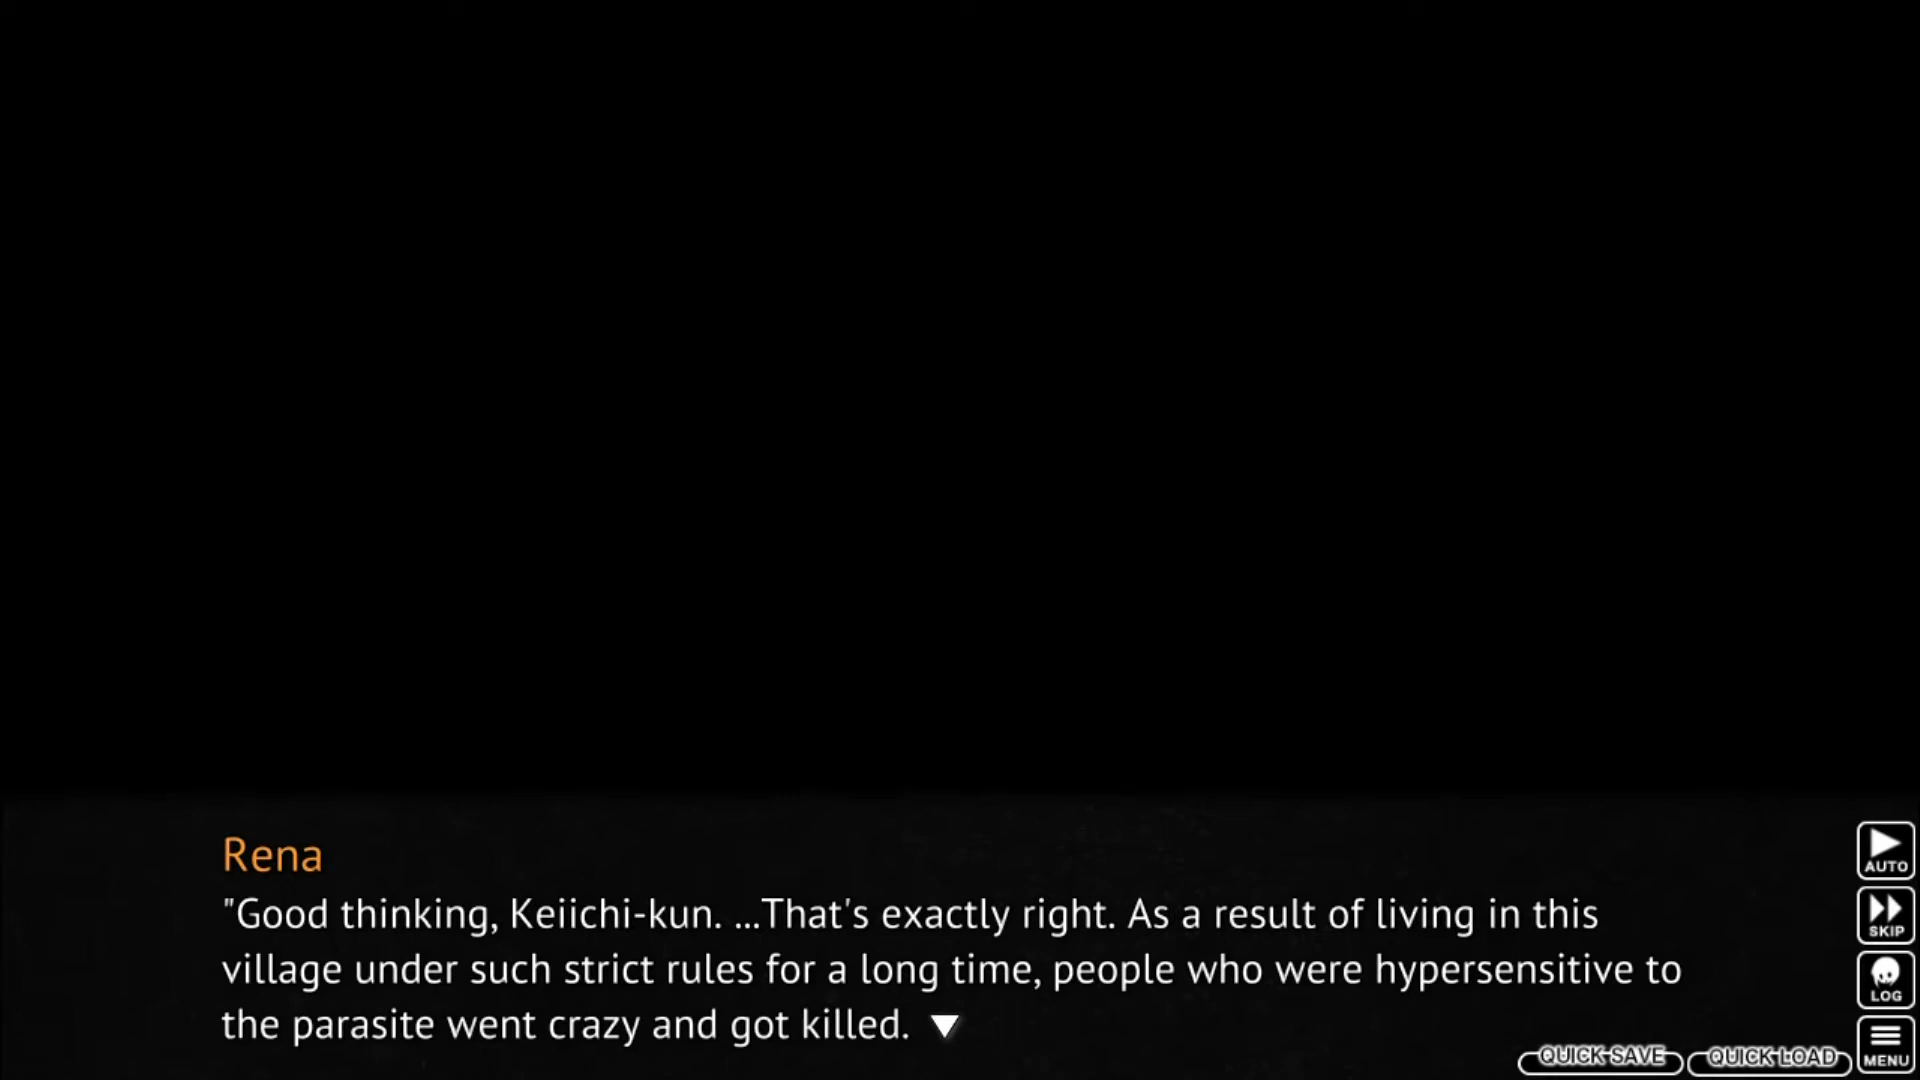 Rena
"Good thinking, Keiichi-kun. ...That's exactly right. As a result of living in this
village under such strict rules for a long time, people who were hypersensitive to
the parasite went crazy and got killed.
AUTO
SKIP
LOG
MENU
QUICK SAVE QUICK LOAD